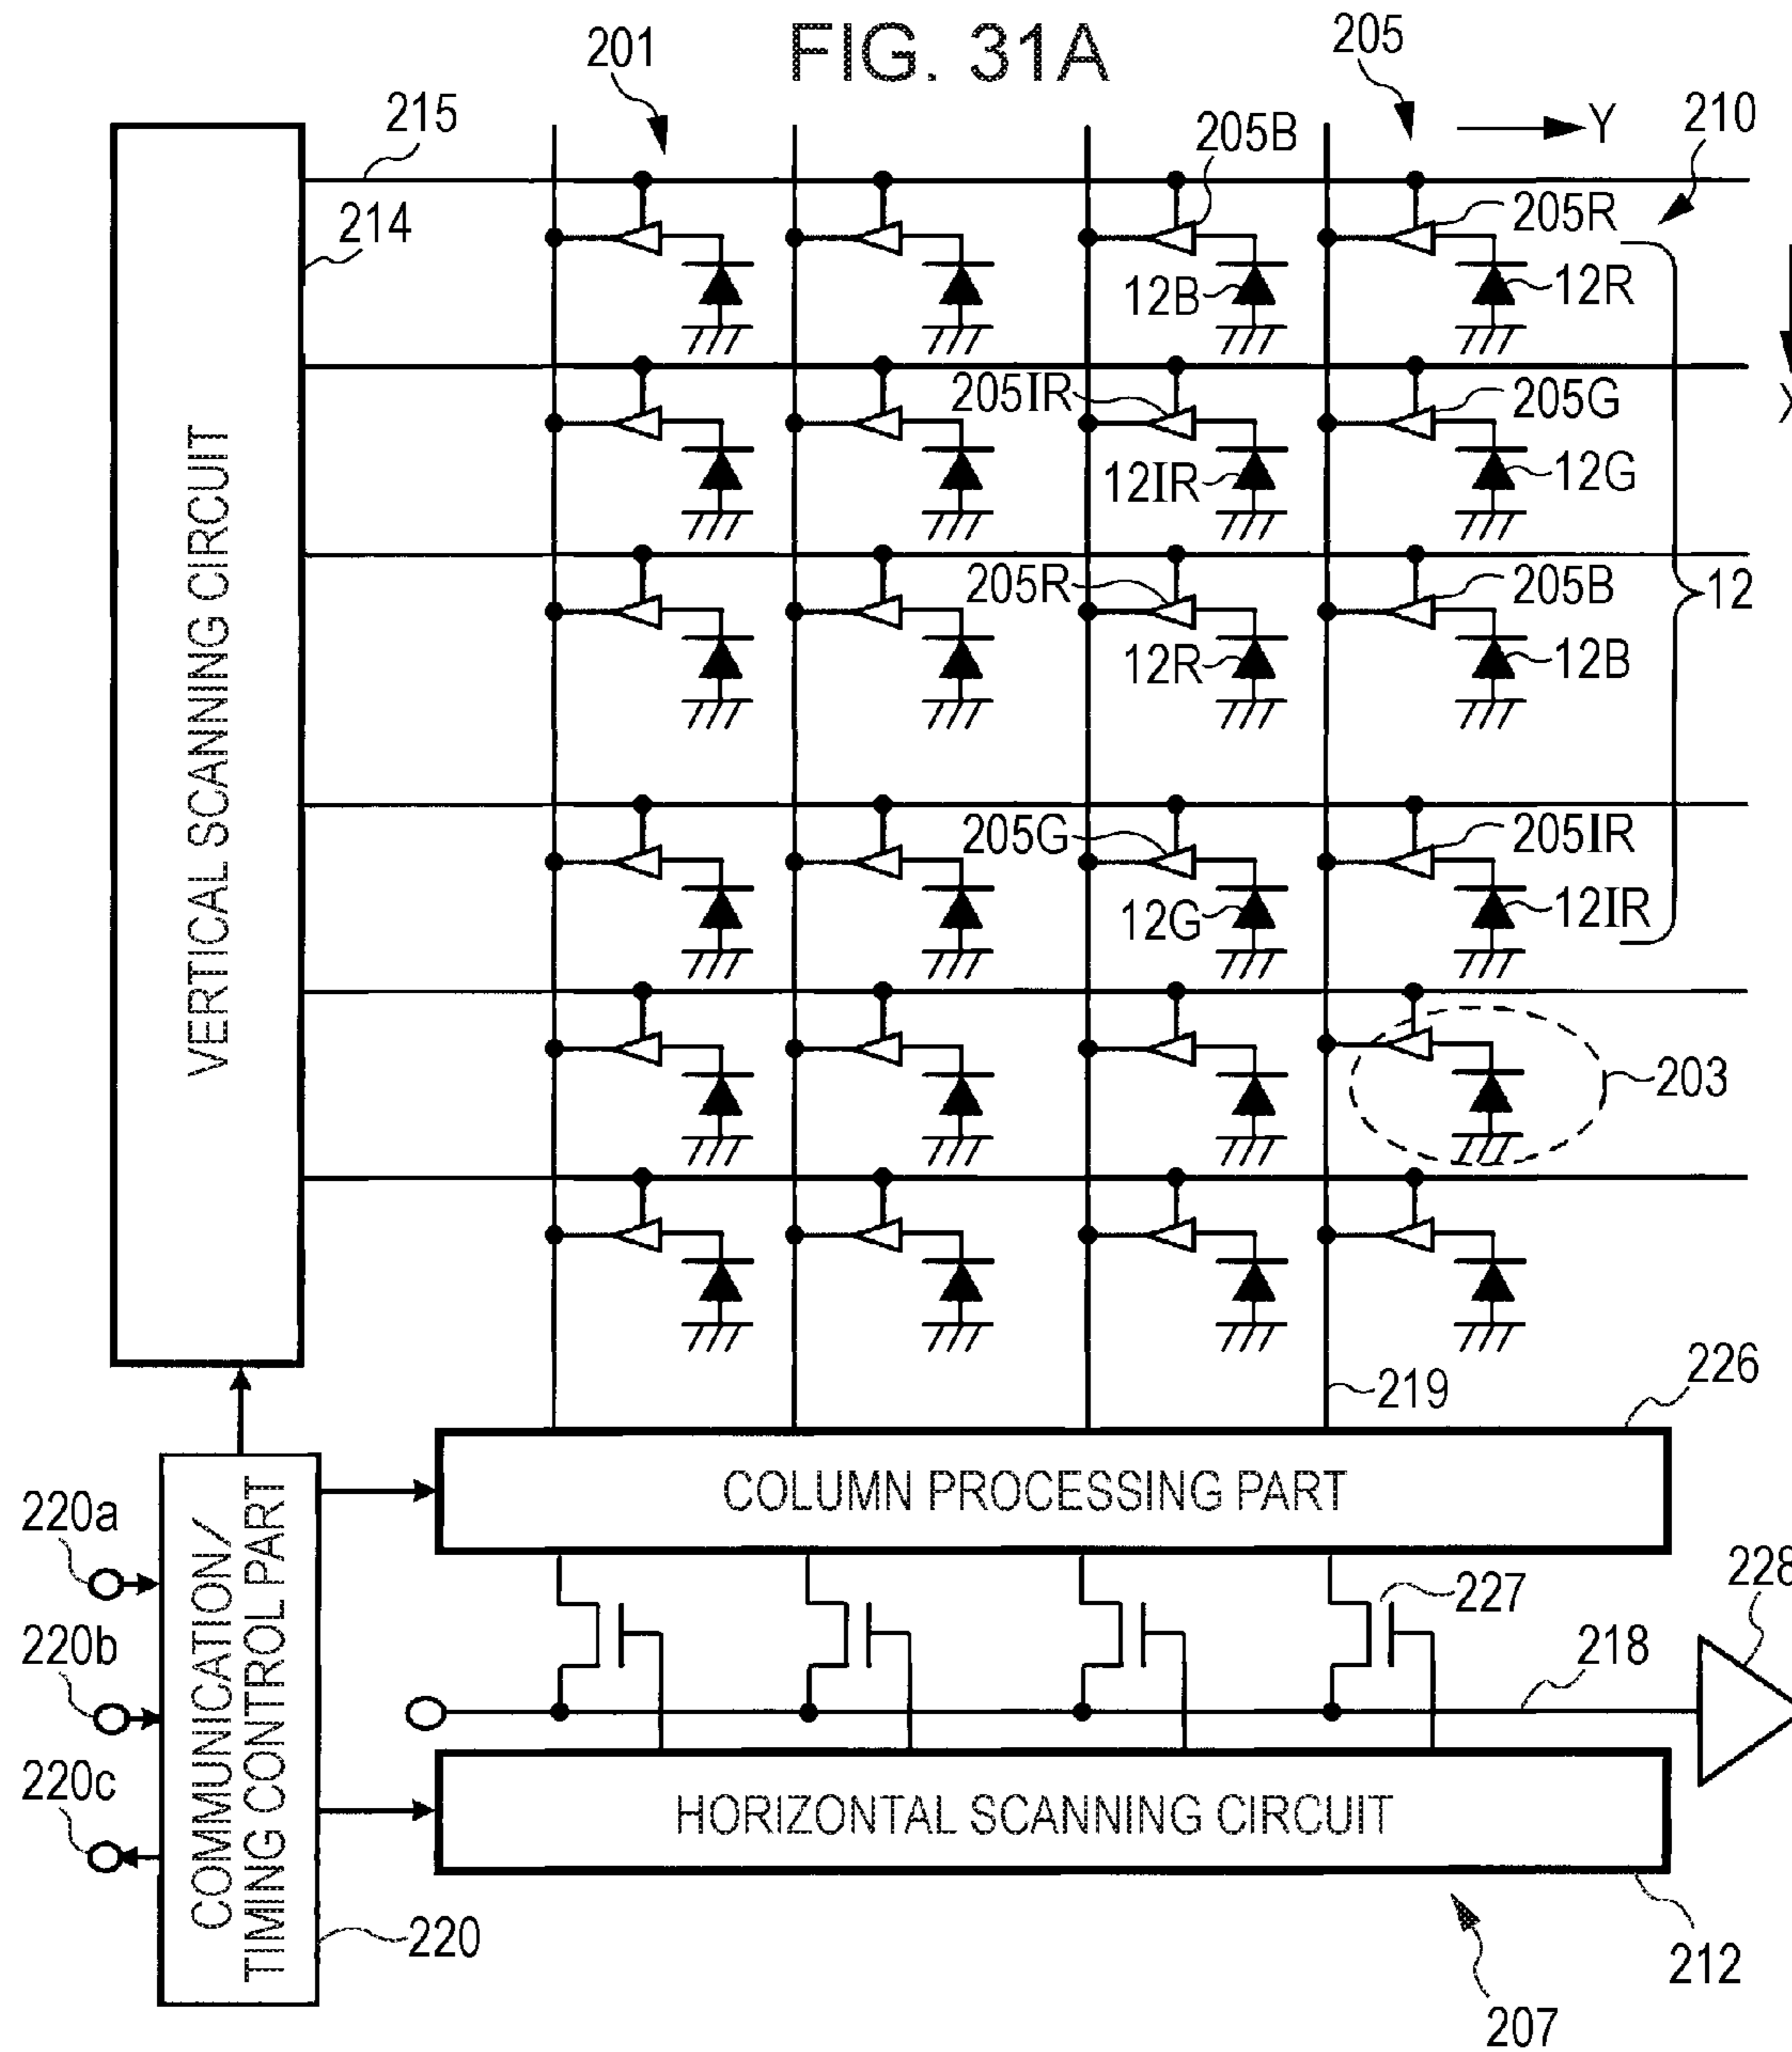 FIG. 31A
201
205
215
205B
Y
210
214
205R
12B
12R
X
205IR
205G
12IR
12G
205R
205B
12
12R
12B
VERTICAL SCANNING CIRCUIT
205G
205IR
12G
12IR
203
219
226
COLUMN PROCESSING PART
220a
COMMUNICATION/
TIMING CONTROL PART
227
228
220b
218
220c
HORIZONTAL SCANNING CIRCUIT
220
212
207